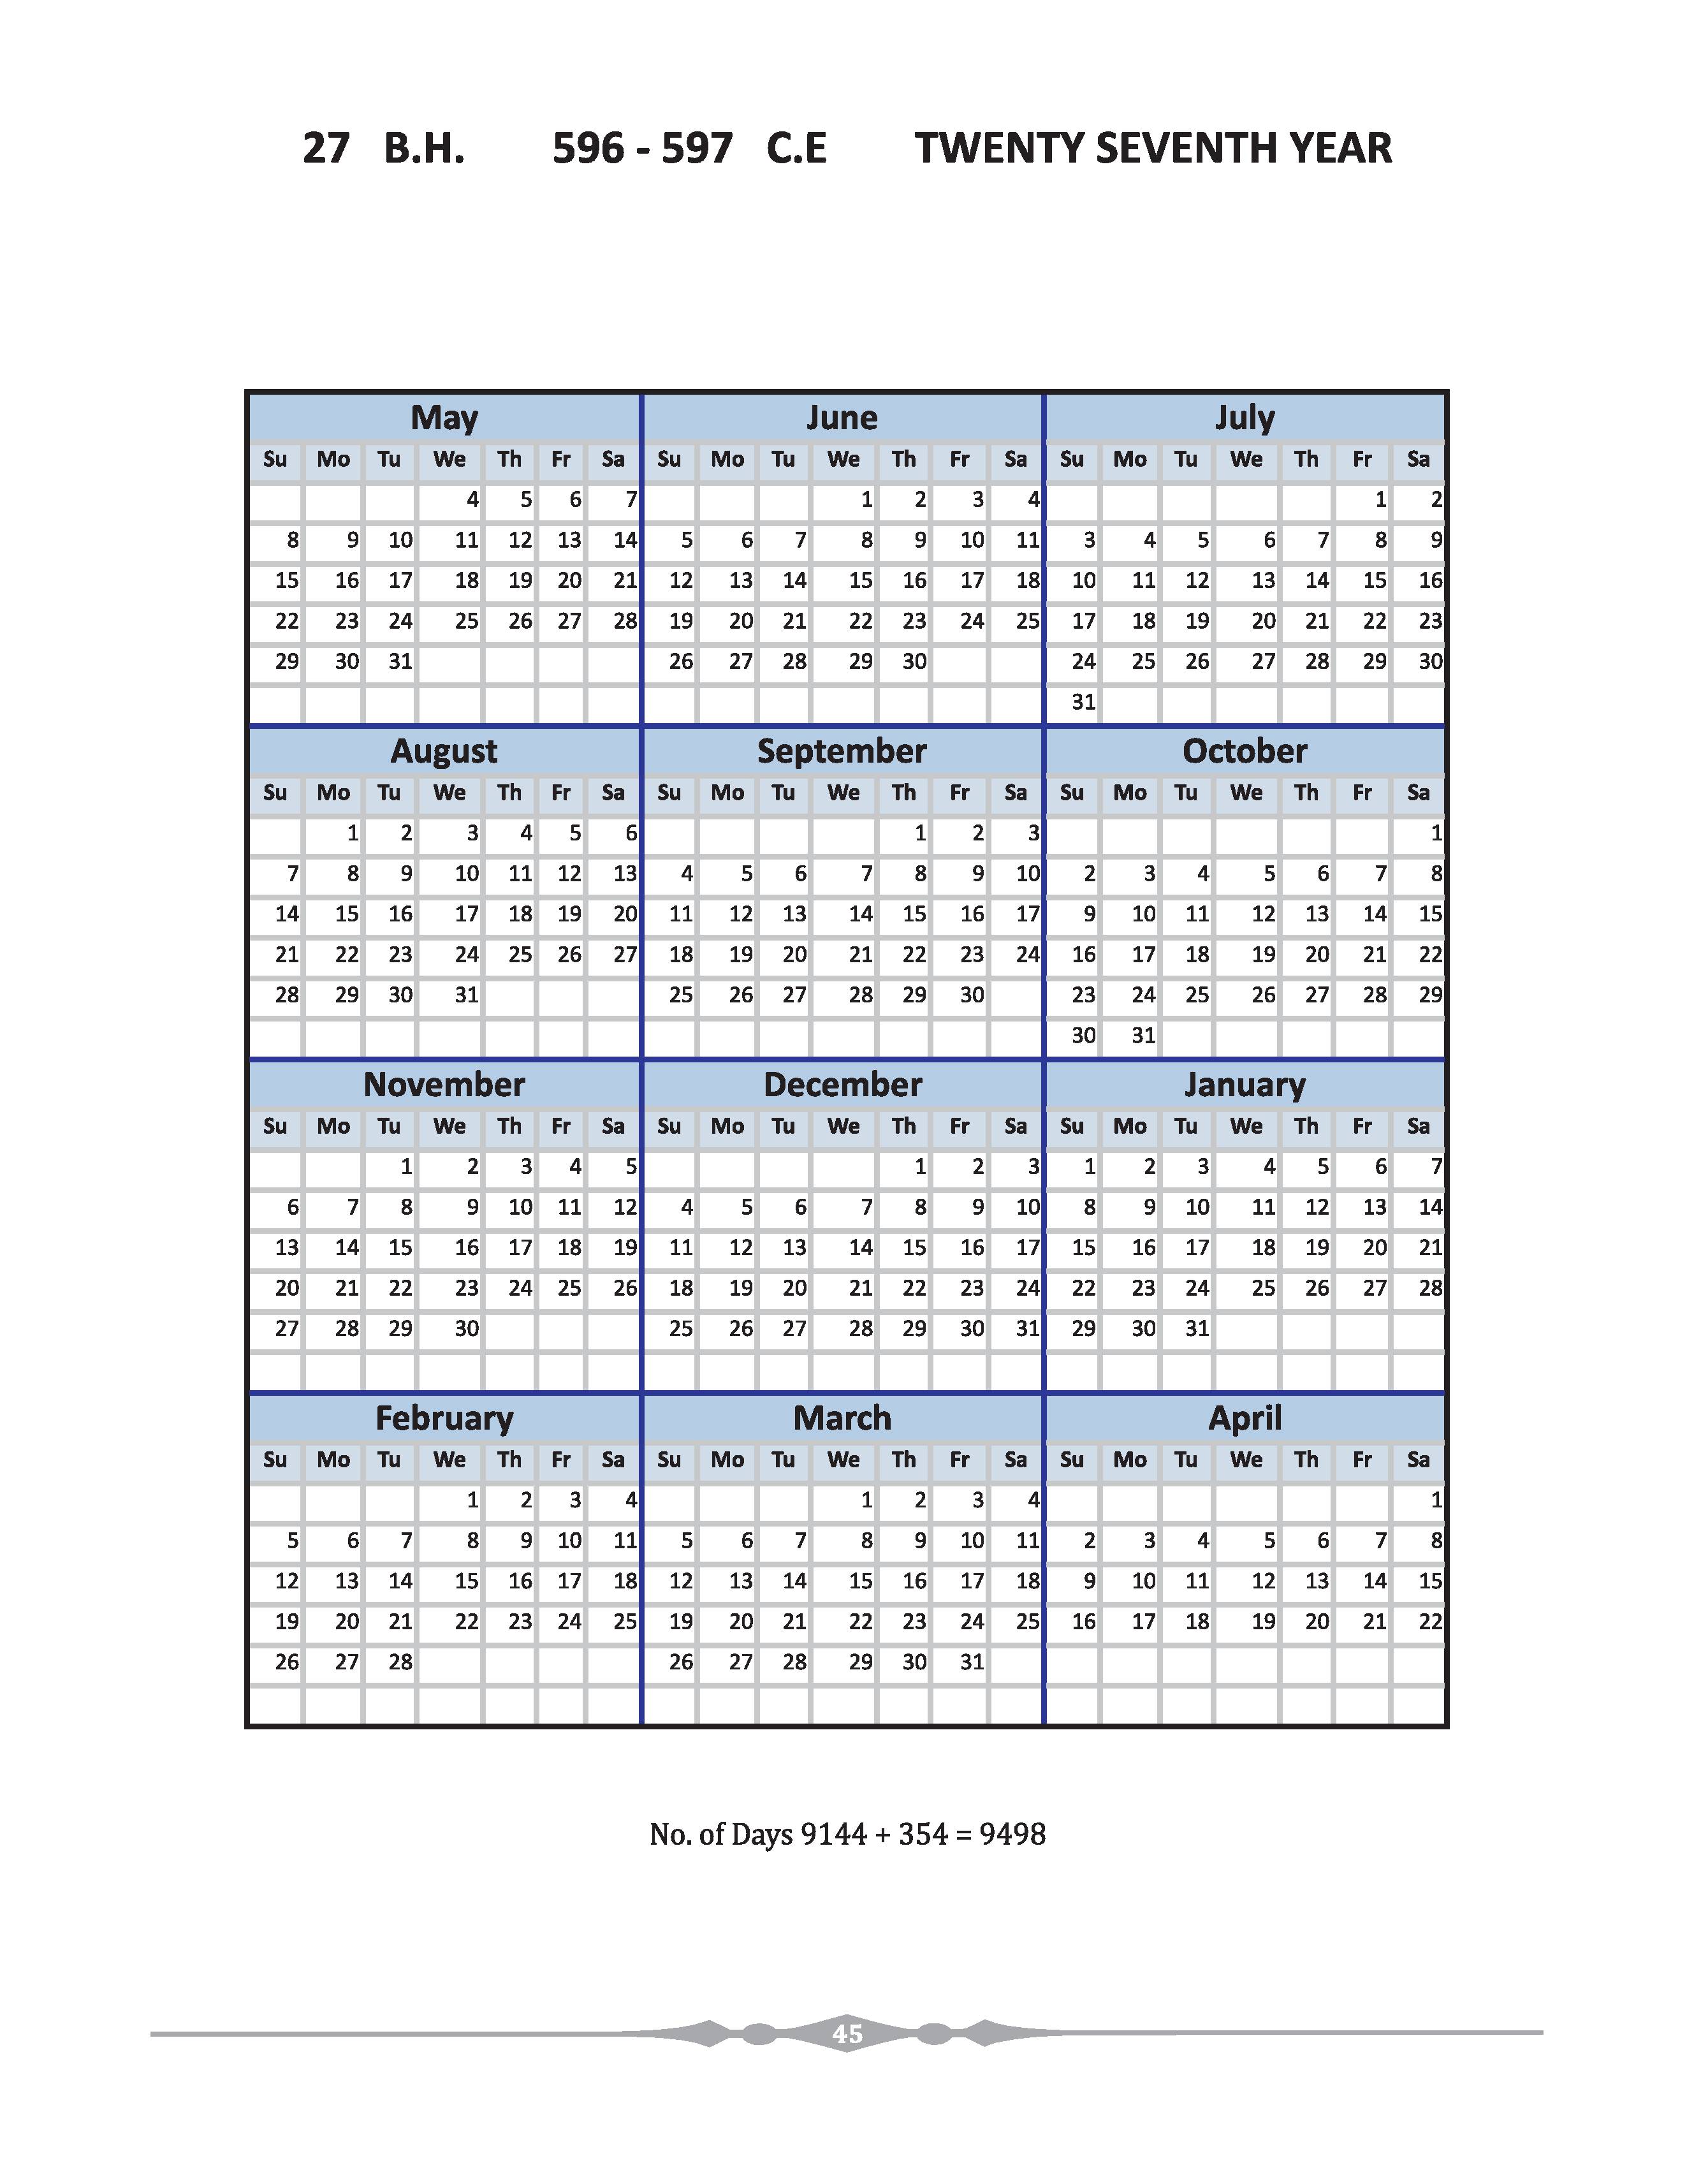 27 B.H. 596 - 597 C.E TWENTY SEVENTH YEAR
May June July
Su Mo Tu We Th Fr Sa Su Mo Tu We Th Fr Sa Su Mo Tu We Th Fr Sa
4 5 6 7 1 2 3 4 1 2
8 9 10 11 12 13 14 5 6 7 8 9 10 11 3 4 5 6 7 8 9
15 16 17 18 19 20 21 12 13 14 15 16 17 18 10 11 12 13 14 15 16
22 23 24 25 26 27 28 19 20 21 22 23 24 25 17 18 19 20 21 22 23
29 30 31 26 27 28 29 30 24 25 26 27 28 29 30
31
August September October
Su Mo Tu We Th Fr Sa Su Mo Tu We Th Fr Sa Su Mo Tu We Th Fr Sa
1 2 3 4 5 6 1 2 3 1
7 8 9 10 11 12 13 4 5 6 7 8 9 10 2 3 4 5 6 7 8
14 15 16 17 18 19 20 11 12 13 14 15 16 17 9 10 11 12 13 14 15
21 22 23 24 25 26 27 18 19 20 21 22 23 24 16 17 18 19 20 21 22
28 29 30 31 25 26 27 28 29 30 23 24 25 26 27 28 29
30 31
November December January
Su Mo Tu We Th Fr Sa Su Mo Tu We Th Fr Sa Su Mo Tu We Th Fr Sa
1 2 3 4 5 1 2 3 1 2 3 4 5 6 7
6 7 8 9 10 11 12 4 5 6 7 8 9 10 8 9 10 11 12 13 14
13 14 15 16 17 18 19 11 12 13 14 15 16 17 15 16 17 18 19 20 21
20 21 22 23 24 25 26 18 19 20 21 22 23 24 22 23 24 25 26 27 28
27 28 29 30 25 26 27 28 29 30 31 29 30 31
February March April
Su Mo Tu We Th Fr Sa Su Mo Tu We Th Fr Sa Su Mo Tu We Th Fr Sa
1 2 3 4 1 2 3 4 1
5 6 7 8 9 10 11 5 6 7 8 9 10 11 2 3 4 5 6 7 8
12 13 14 15 16 17 18 12 13 14 15 16 17 18 9 10 11 12 13 14 15
19 20 21 22 23 24 25 19 20 21 22 23 24 25 16 17 18 19 20 21 22
26 27 28 26 27 28 29 30 31
No. of Days 9144 + 354 = 9498
45